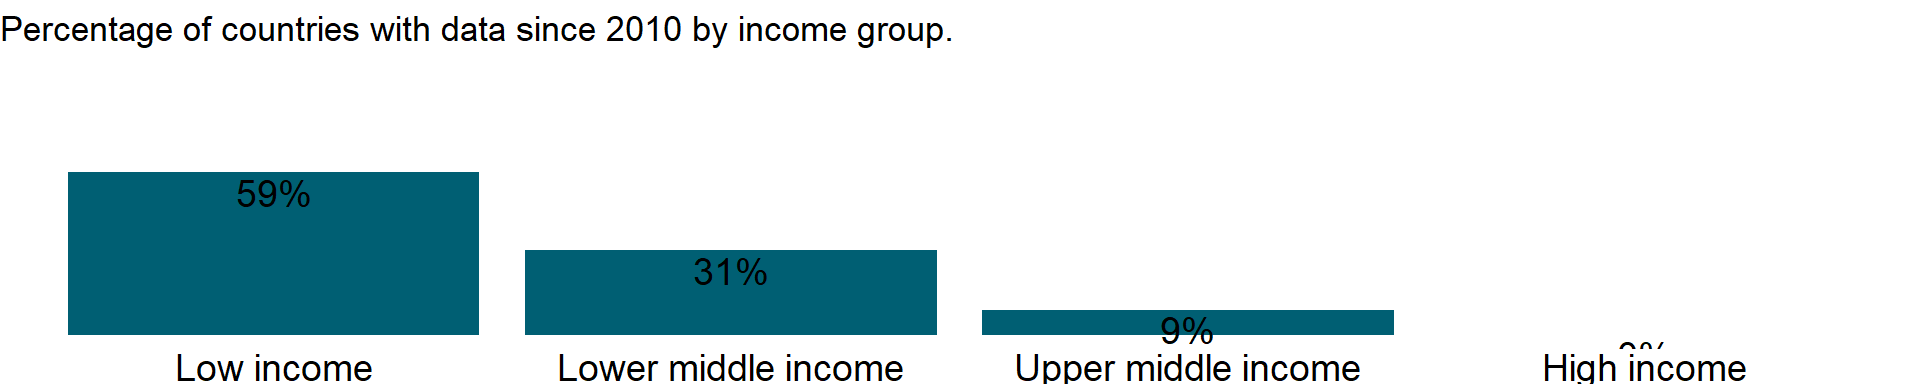 Percentage of countries with data since 2010 by income group.
59%
31%
9%
Low income
Lower middle income
Upper middle income
High income